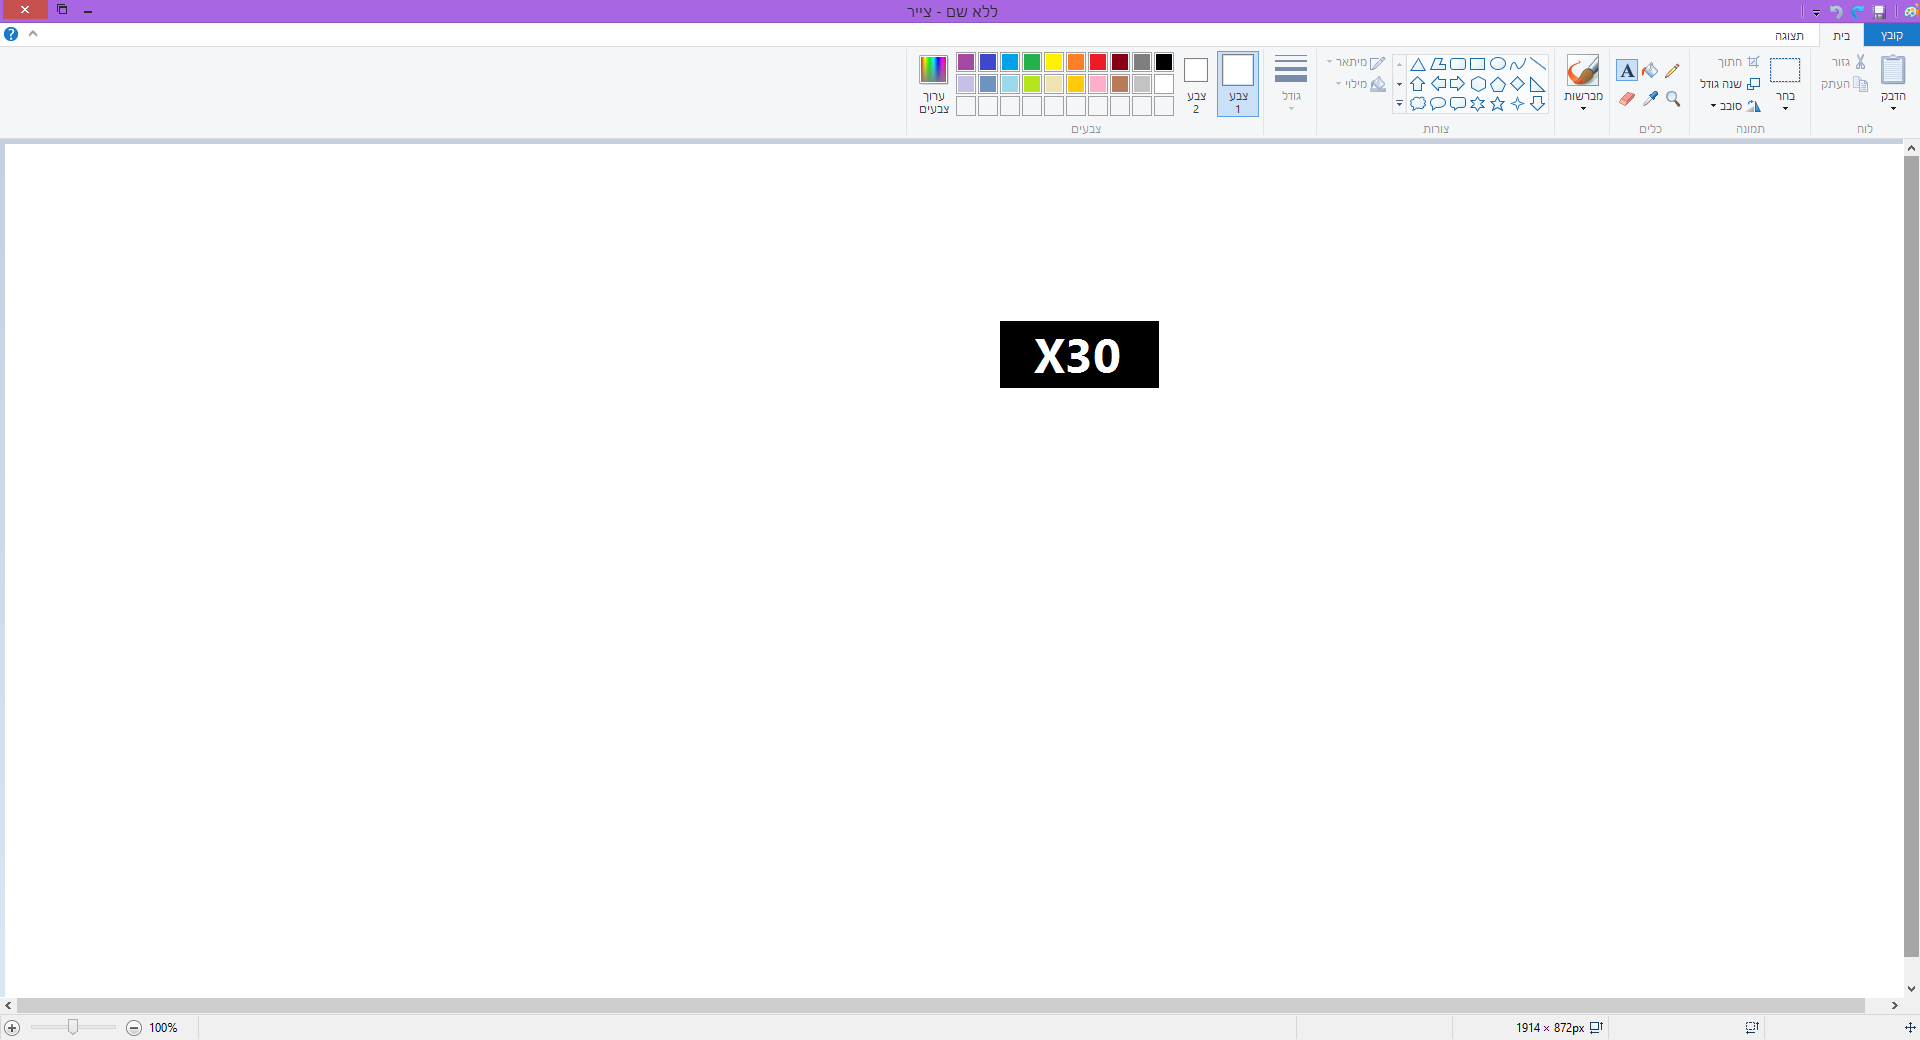 ללא שם - צייר
קובץ
בית
תצוגה
הדבק
גזור
העתק
לוח
בחר
חתוך
שנה גודל
סובב
תמונה
A
כלים
מברשות
מיתאר
מילוי
צורות
גודל
צבע
1
צבע
2
ערוך
צבעים
צבעים
X30
100%
1914 × 872px